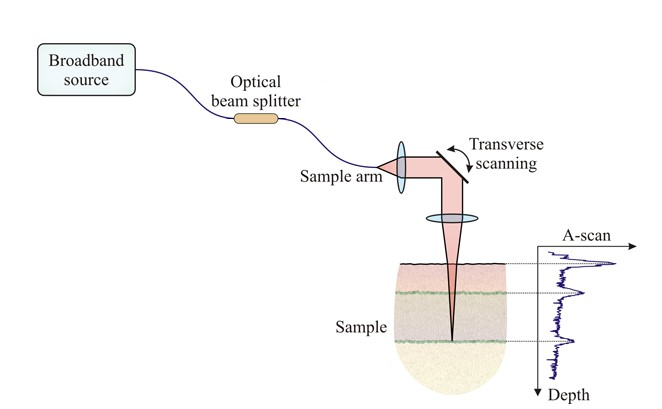 Broadband
source
Optical
beam splitter
Transverse
scanning
Sample arm
A-scan
Sample
Depth